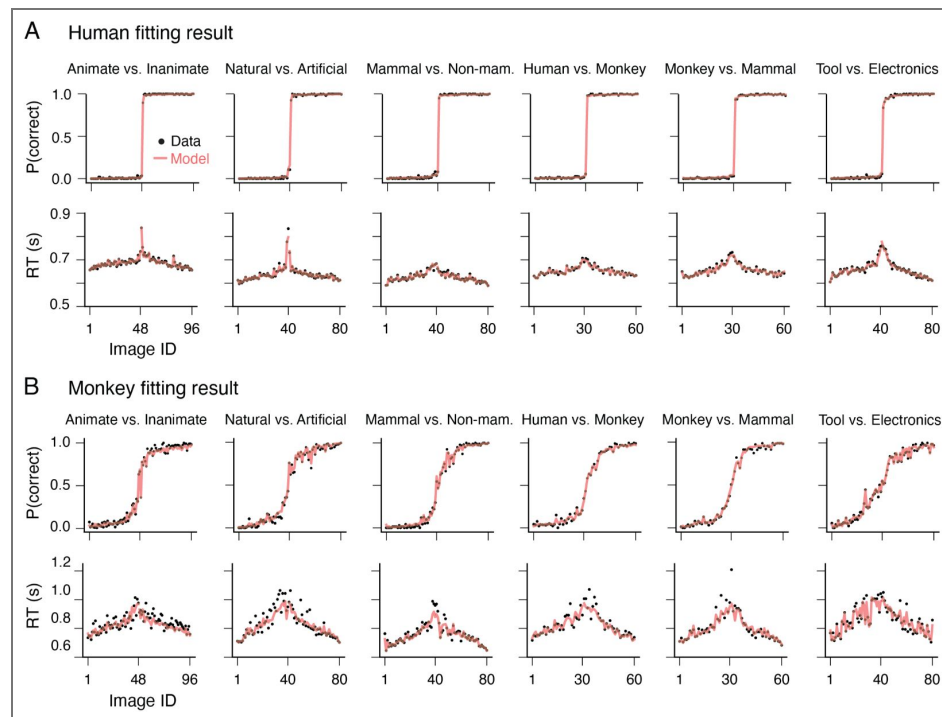 A Human fitting result
Animate vs. Inanimate Natural vs. Artificial Mammal vs. Non-mam. Human vs. Monkey Monkey vs. Mammal Tool vs. Electronics
1.0
0.5
0.0
P(correct)
Data
Model
0.9
0.7
0.5
RT (s)
1 48 96 1 40 80 1 40 80 1 30 60 1 30 60 1 40 80
Image ID
B Monkey fitting result
Animate vs. Inanimate Natural vs. Artificial Mammal vs. Non-mam. Human vs. Monkey Monkey vs. Mammal Tool vs. Electronics
1.0
0.5
0.0
P(correct)
1.2
1.0
0.8
0.6
RT (s)
1 48 96 1 40 80 1 40 80 1 30 60 1 30 60 1 40 80
Image ID